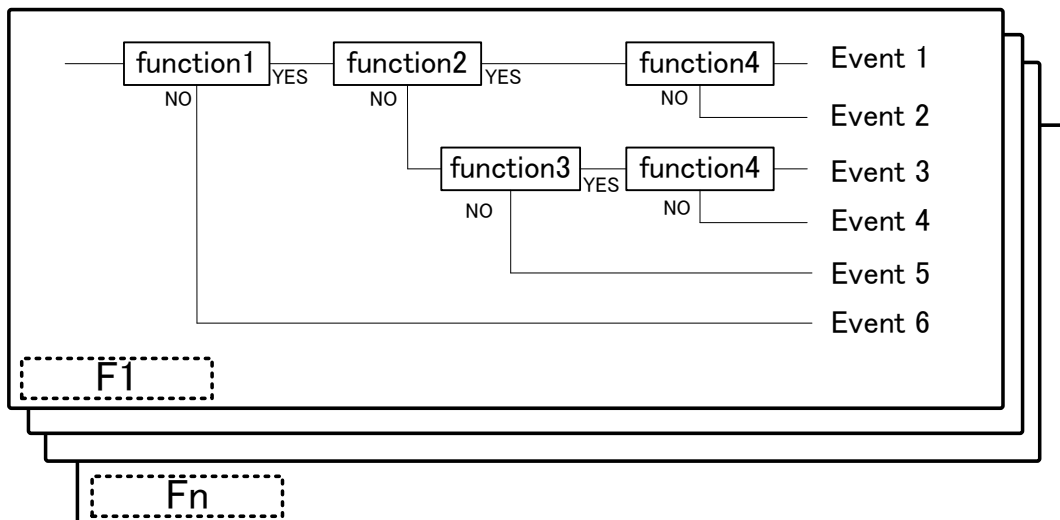 function1 YES function2 YES function4 Event 1
NO NO NO
Event 2
function3 YES function4 Event 3
NO NO
Event 4
Event 5
Event 6
F1
Fn